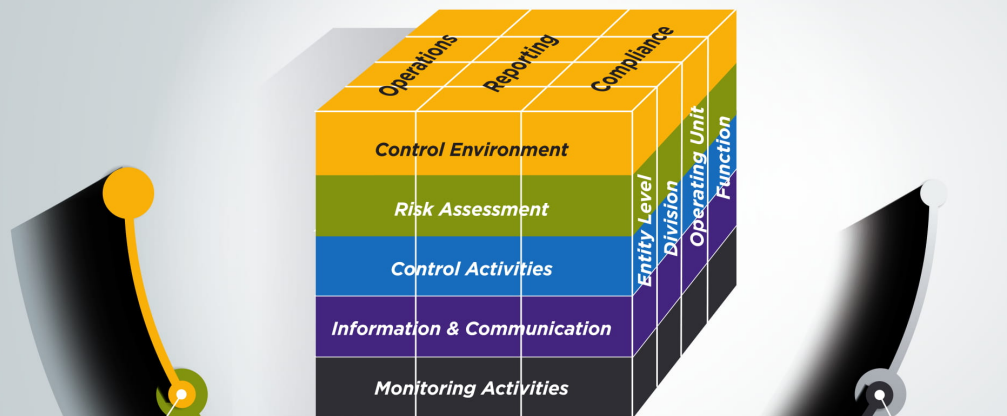 Operations
Reporting
Compliance
Control Environment
Risk Assessment
Control Activities
Information & Communication
Monitoring Activities
Entity Level
Division
Operating Unit
Function